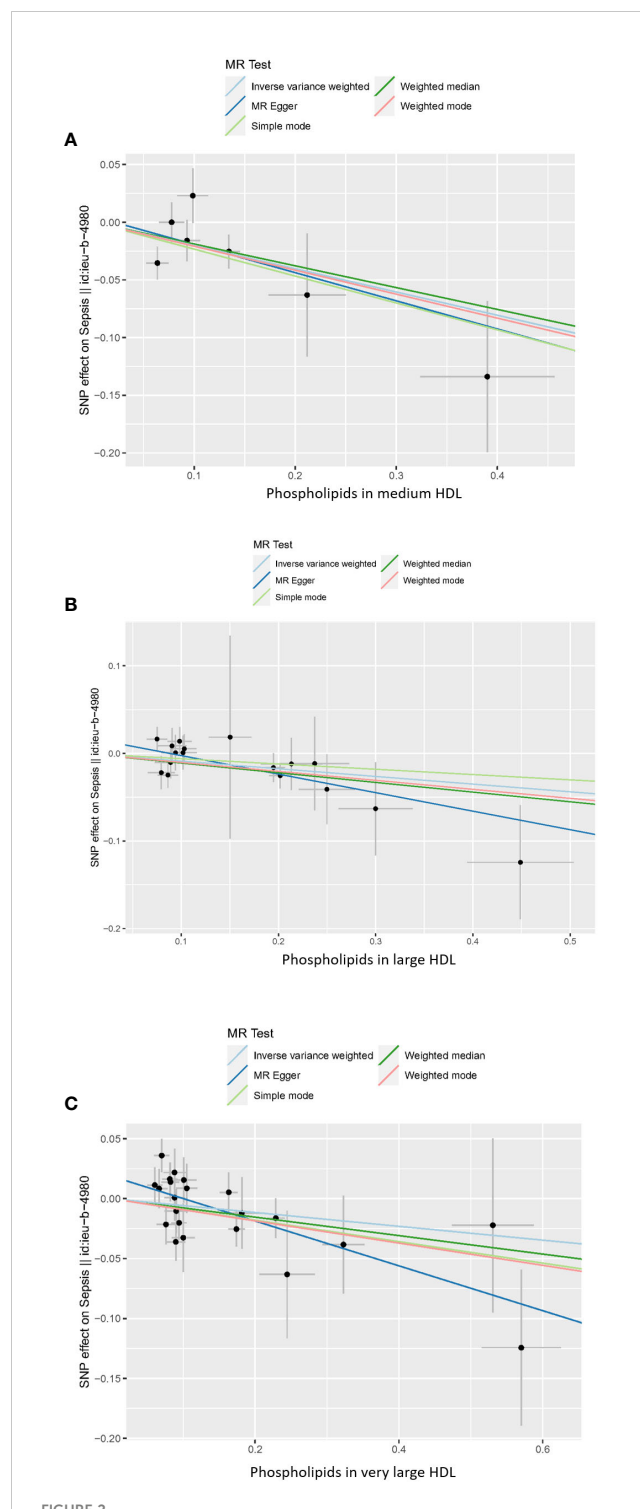 MR Test
Inverse variance weighted
Weighted median
MR Egger
Weighted mode
Simple mode
A
SNP effect on Sepsis || id:ieu−b−4980
0.05
0.00
−0.05
−0.10
−0.15
−0.20
0.1 0.2 0.3 0.4
Phospholipids in medium HDL
MR Test
Inverse variance weighted
Weighted median
MR Egger
Weighted mode
Simple mode
B
SNP effect on Sepsis || id:ieu−b−4980
0.1
0.0
−0.1
−0.2
0.1 0.2 0.3 0.4 0.5
Phospholipids in large HDL
MR Test
Inverse variance weighted
Weighted median
MR Egger
Weighted mode
Simple mode
C
SNP effect on Sepsis || id:ieu−b−4980
0.05
0.00
−0.05
−0.10
−0.15
−0.20
0.2 0.4 0.6
Phospholipids in very large HDL